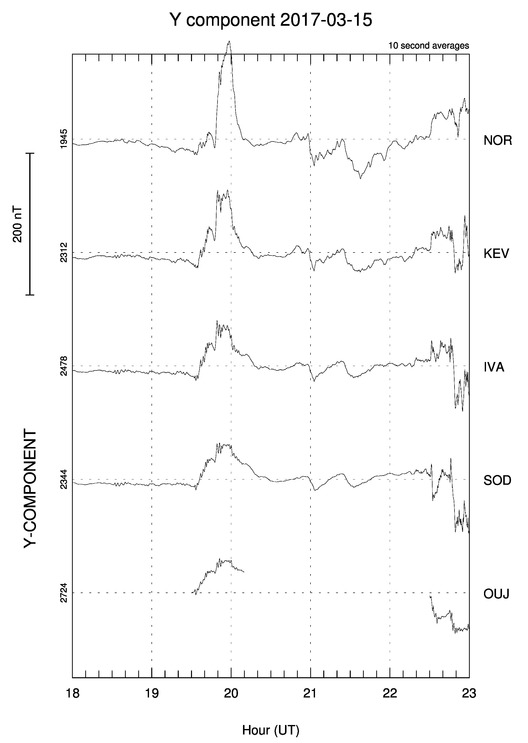 Y component 2017-03-15
10 second averages
1945
NOR
200 nT
2312
KEV
2478
IVA
Y-COMPONENT
2344
SOD
2724
OUJ
18 19 20 21 22 23
Hour (UT)